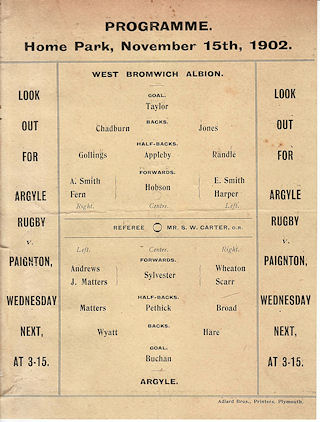 PROGRAMME.
Home Park, November 15th, 1902.
LOOK
OUT
FOR
ARGYLE
RUGBY
v.
PAIGNTON,
WEDNESDAY
NEXT,
AT 3-15.
WEST BROMWICH ALBION.
GOAL.
Taylor
BACKS.
Chadburn Jones
HALF-BACKS.
Gollings Appleby Randle
FORWARDS.
A. Smith E. Smith
Hobson
Fern Harper
Right. Centre. Left.
REFEREE MR. S. W. CARTER,
Left. Centre. Right.
FORWARDS.
Andrews Wheaton
Sylvester
J. Matters Scarr
HALF-BACKS.
Matters Pethick Broad
BACKS.
Wyatt Hare
GOAL.
Buchan
ARGYLE.
LOOK
OUT
FOR
ARGYLE
RUGBY
v.
PAIGNTON,
WEDNESDAY
NEXT,
AT 3-15.
Adlard Bros., Printers, Plymouth.